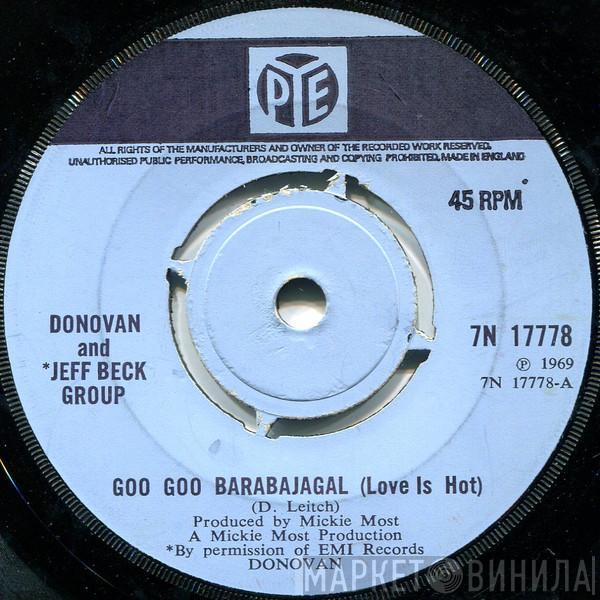 PYE
ALL RIGHTS OF THE MANUFACTURERS AND OWNER OF THE RECORDED WORK RESERVED.
UNAUTHORISED PUBLIC PERFORMANCE, BROADCASTING AND COPYING PROHIBITED. MADE IN ENGLAND
45 RPM
DONOVAN
and
*JEFF BECK
GROUP
7N 17778
Ⓟ 1969
7N 17778-A
GOO GOO BARABAJAGAL (Love Is Hot)
(D. Leitch)
Produced by Mickie Most
A Mickie Most Production
*By permission of EMI Records
DONOVAN
МАРКЕТ ВИНИЛА